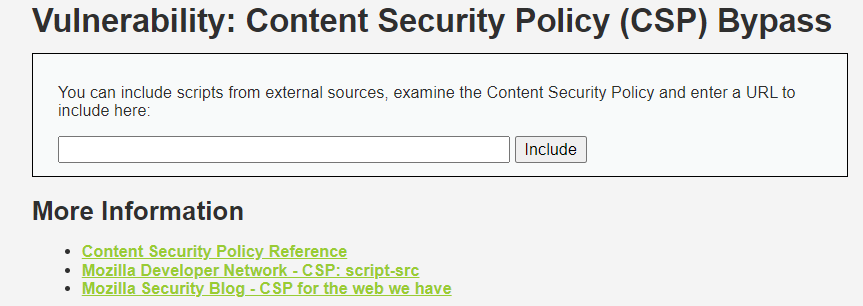 Vulnerability: Content Security Policy (CSP) Bypass
You can include scripts from external sources, examine the Content Security Policy and enter a URL to
include here:
Include
More Information
Content Security Policy Reference
Mozilla Developer Network - CSP: script-src
Mozilla Security Blog - CSP for the web we have